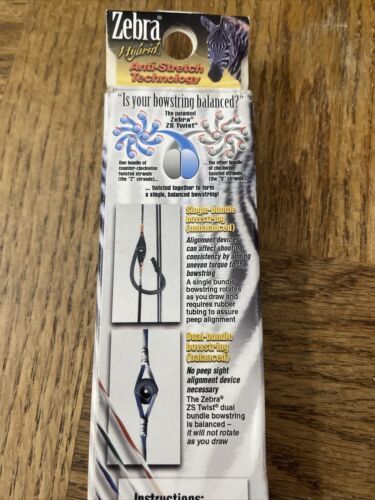 Zebra®
Hybrid
Anti-Stretch
Technology
"Is your bowstring balanced?"
The patented
Zebra®
ZS Twist®
One bundle of
counter-clockwise
twisted strands
(the "Z" strands)...
... the other bundle
of clockwise
twisted strands
(the "S" strands)...
... twisted together to form
a single, balanced bowstring!
Single-bundle
bowstring
(unbalanced)
Alignment devices
can affect shooting
consistency by adding
uneven torque to the
bowstring
A single bundle
bowstring rotates
as you draw and
requires rubber
tubing to assure
peep alignment
Dual-bundle
bowstring
(balanced)
No peep sight
alignment device
necessary
The Zebra®
ZS Twist® dual
bundle bowstring
is balanced –
it will not rotate
as you draw
Instructions: